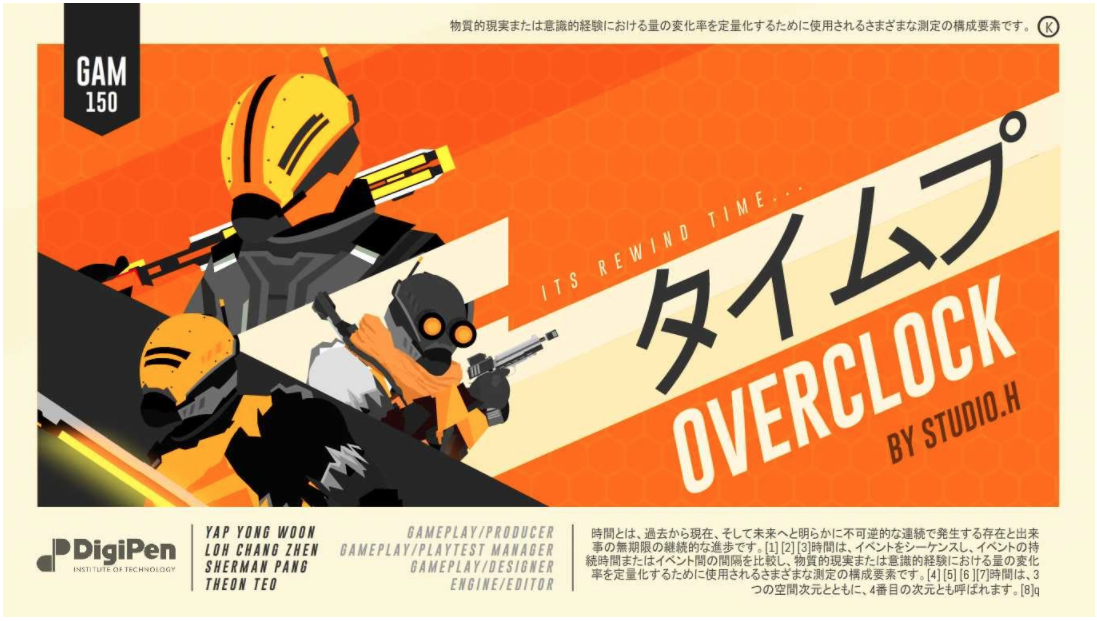 物質的現実または意識的経験における量の変化率を定量化するために使用されるさまざまな測定の構成要素です。 K
GAM
150
ITS REWIND TIME...
タイムプ
OVERCLOCK
BY STUDIO.H
DigiPen
INSTITUTE OF TECHNOLOGY
YAP YONG WOON GAMEPLAY/PRODUCER
LOH CHANG ZHEN GAMEPLAY/PLAYTEST MANAGER
SHERMAN PANG GAMEPLAY/DESIGNER
THEON TEO ENGINE/EDITOR
時間とは、過去から現在、そして未来へと明らかに不可逆的な連続で発生する存在と出来
事の無期限の継続的な進歩です。[1] [2] [3]時間は、イベントをシーケンスし、イベントの持
続時間またはイベント間の間隔を比較し、物質的現実または意識的経験における量の変化
率を定量化するために使用されるさまざまな測定の構成要素です。[4] [5] [6 ][7]時間は、3
つの空間次元とともに、4番目の次元とも呼ばれます。[8]q